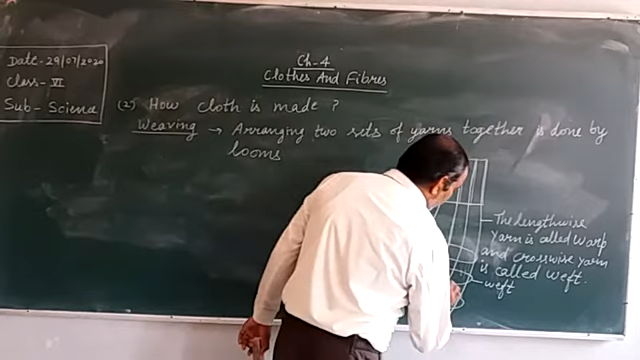 Date - 29/07/2020
Class - VI
Sub - Science
Ch-4
Clothes And Fibres
(2) How cloth is made ?
Weaving → Arranging two sets of yarns together is done by
looms
The lengthwise
Yarn is called warp
and crosswise yarn
is called weft.
weft